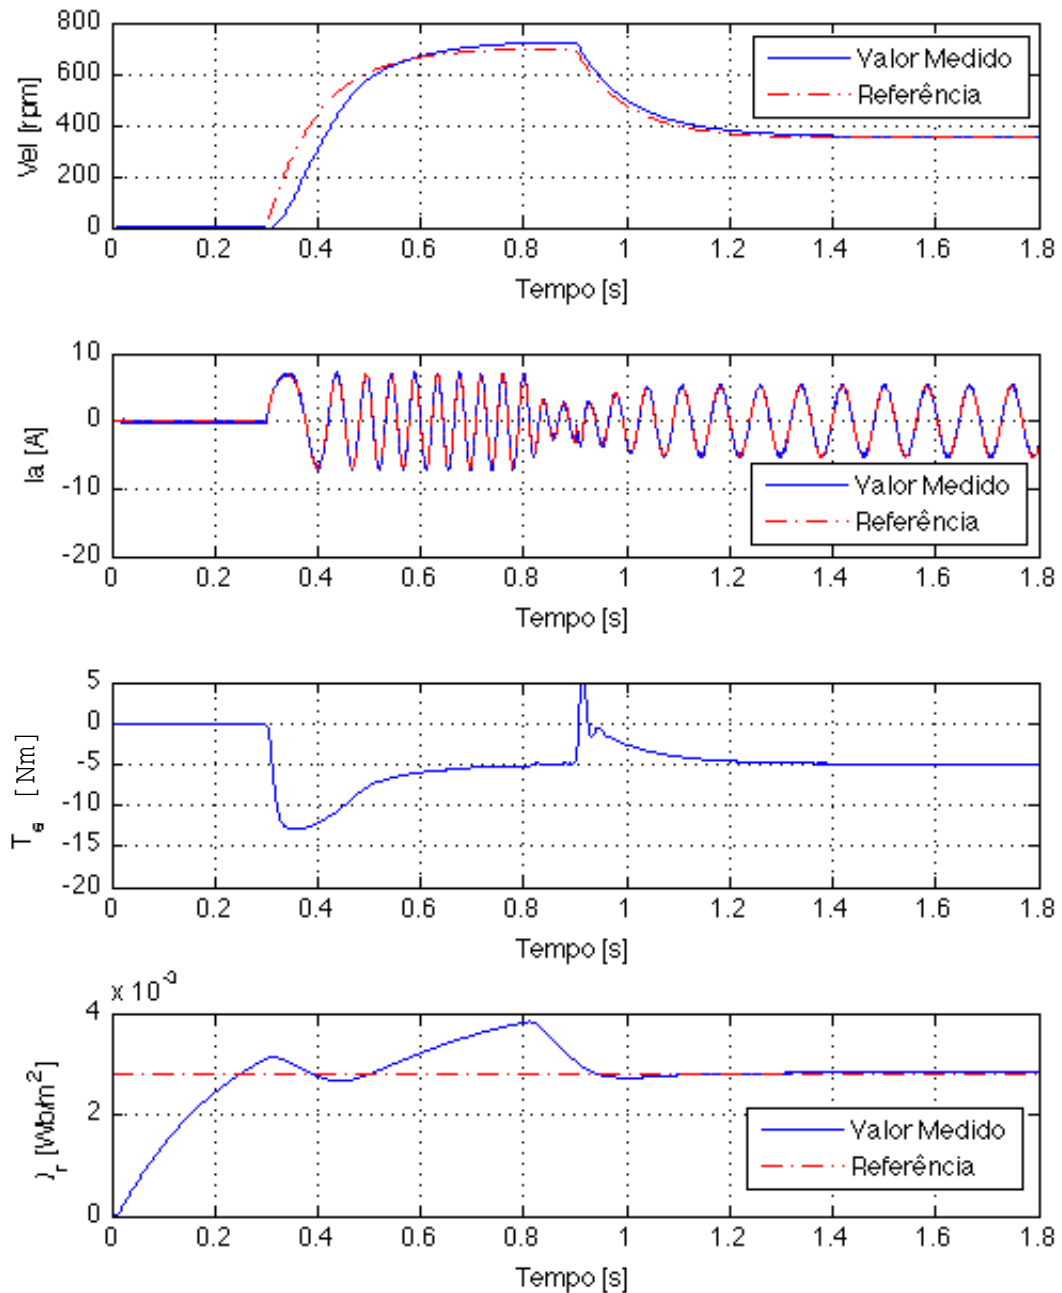 800
600
400
200
0
Vel [rpm]
Valor Medido
Referência
0 0.2 0.4 0.6 0.8 1 1.2 1.4 1.6 1.8
Tempo [s]
10
0
-10
-20
Ia [A]
Valor Medido
Referência
0 0.2 0.4 0.6 0.8 1 1.2 1.4 1.6 1.8
Tempo [s]
5
0
-5
-10
-15
-20
T_e [Nm]
0 0.2 0.4 0.6 0.8 1 1.2 1.4 1.6 1.8
Tempo [s]
x 10^-3
4
2
0
λ_r [Wb/m^2]
Valor Medido
Referência
0 0.2 0.4 0.6 0.8 1 1.2 1.4 1.6 1.8
Tempo [s]